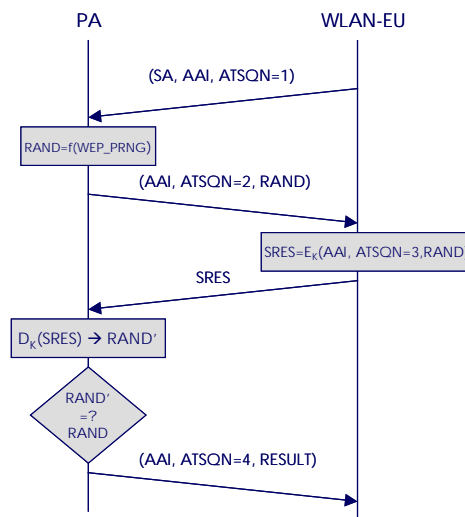 PA
WLAN-EU
(SA, AAI, ATSQN=1)
RAND=f(WEP_PRNG)
(AAI, ATSQN=2, RAND)
SRES=EK(AAI, ATSQN=3,RAND
SRES
DK(SRES) → RAND'
RAND'
=?
RAND
(AAI, ATSQN=4, RESULT)